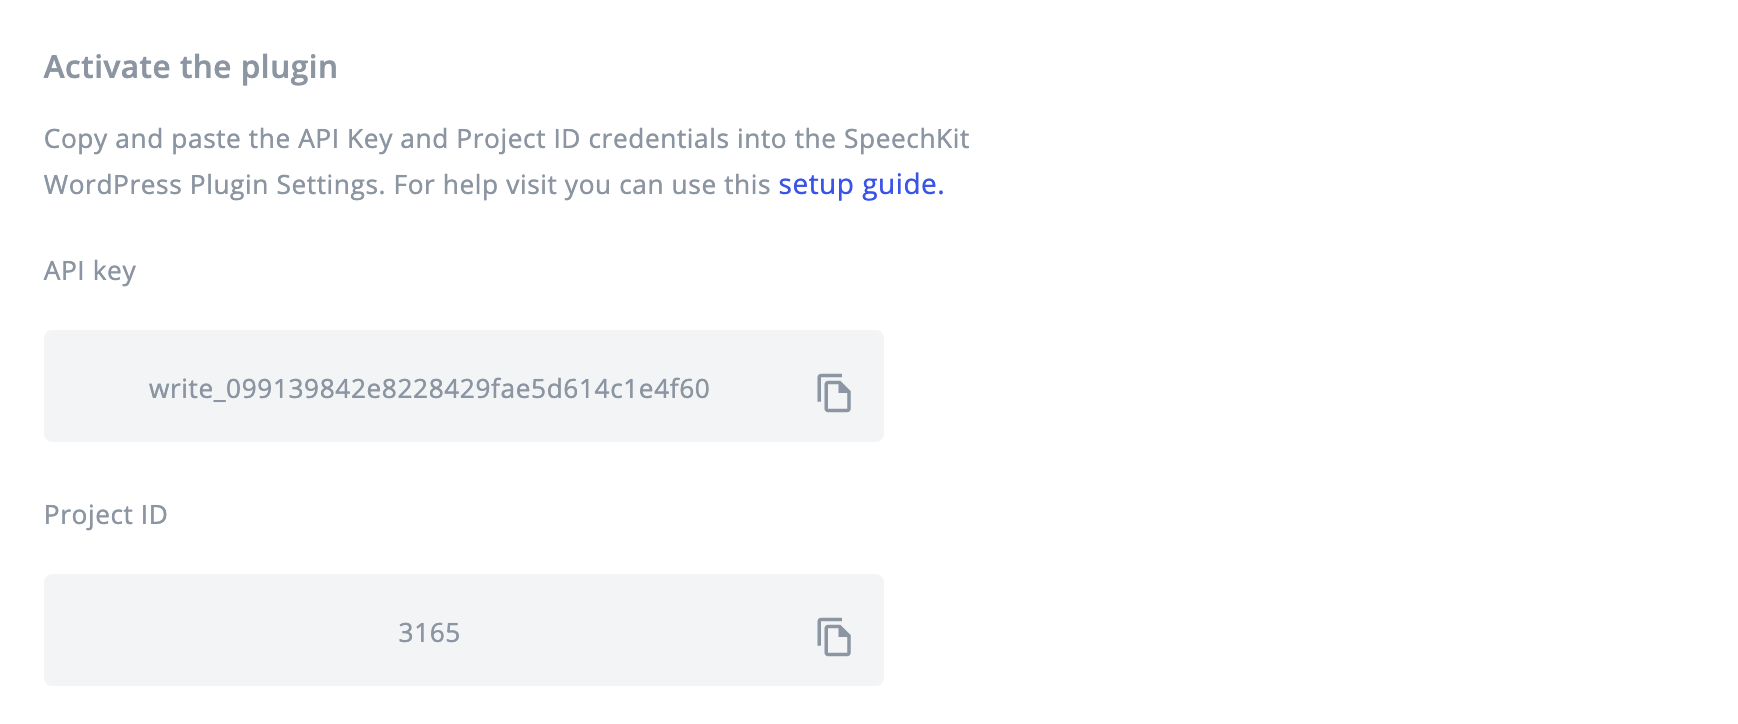 Activate the plugin
Copy and paste the API Key and Project ID credentials into the SpeechKit
WordPress Plugin Settings. For help visit you can use this setup guide.
API key
write_099139842e8228429fae5d614c1e4f60
Project ID
3165